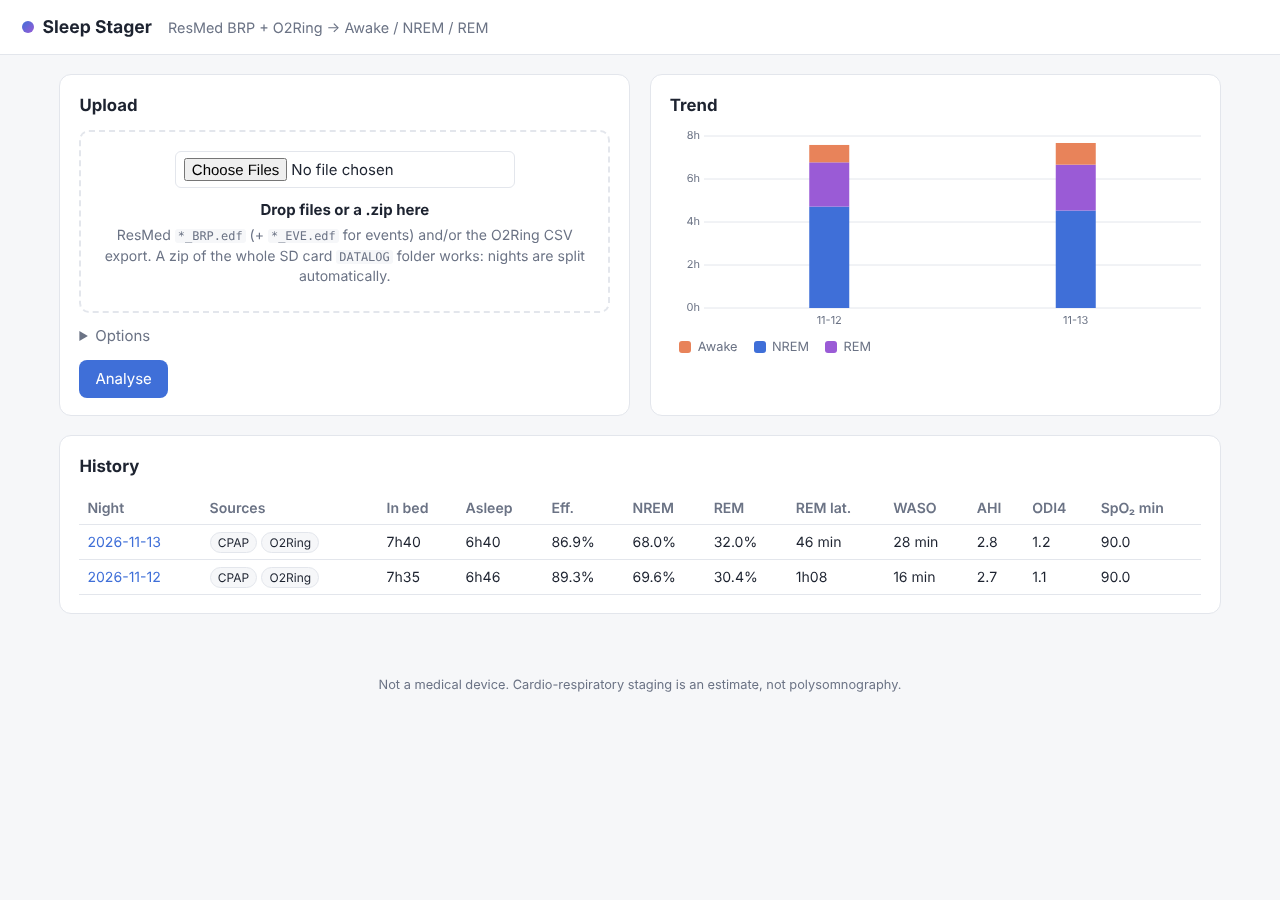 Sleep Stager ResMed BRP + O2Ring → Awake / NREM / REM
Upload
Choose Files No file chosen
Drop files or a .zip here
ResMed *_BRP.edf (+ *_EVE.edf for events) and/or the O2Ring CSV
export. A zip of the whole SD card DATALOG folder works: nights are split
automatically.
▶ Options
Analyse
Trend
8h
6h
4h
2h
0h
11-12 11-13
Awake NREM REM
History
Night Sources In bed Asleep Eff. NREM REM REM lat. WASO AHI ODI4 SpO₂ min
2026-11-13 CPAP O2Ring 7h40 6h40 86.9% 68.0% 32.0% 46 min 28 min 2.8 1.2 90.0
2026-11-12 CPAP O2Ring 7h35 6h46 89.3% 69.6% 30.4% 1h08 16 min 2.7 1.1 90.0
Not a medical device. Cardio-respiratory staging is an estimate, not polysomnography.